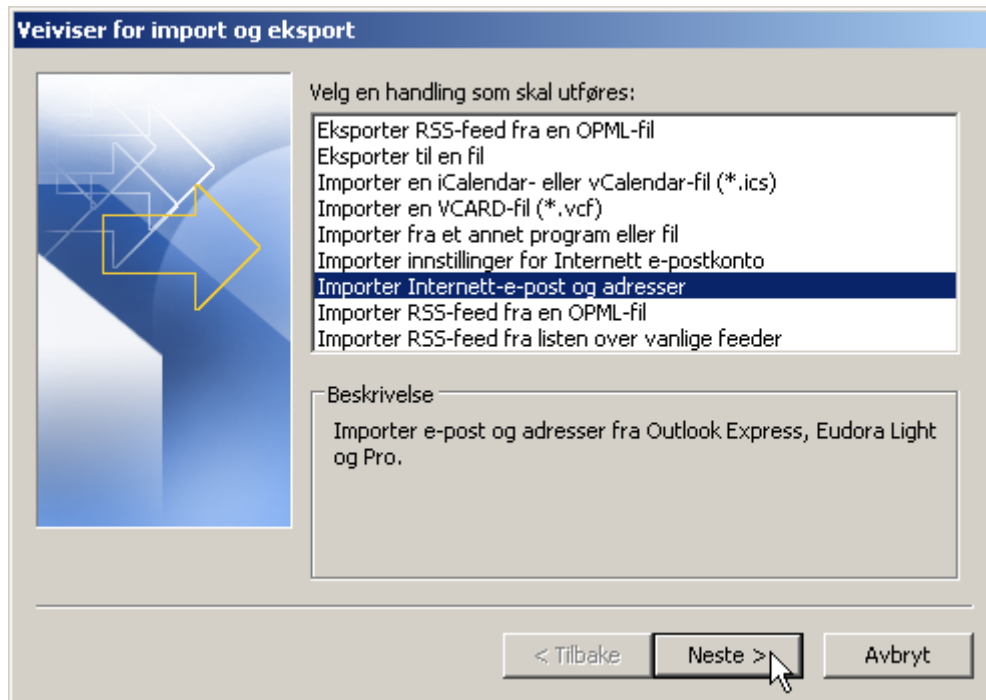 Veiviser for import og eksport
Velg en handling som skal utføres:
Eksporter RSS-feed fra en OPML-fil
Eksporter til en fil
Importer en iCalendar- eller vCalendar-fil (*.ics)
Importer en VCARD-fil (*.vcf)
Importer fra et annet program eller fil
Importer innstillinger for Internett e-postkonto
Importer Internett-e-post og adresser
Importer RSS-feed fra en OPML-fil
Importer RSS-feed fra listen over vanlige feeder
Beskrivelse
Importer e-post og adresser fra Outlook Express, Eudora Light
og Pro.
< Tilbake
Neste >
Avbryt